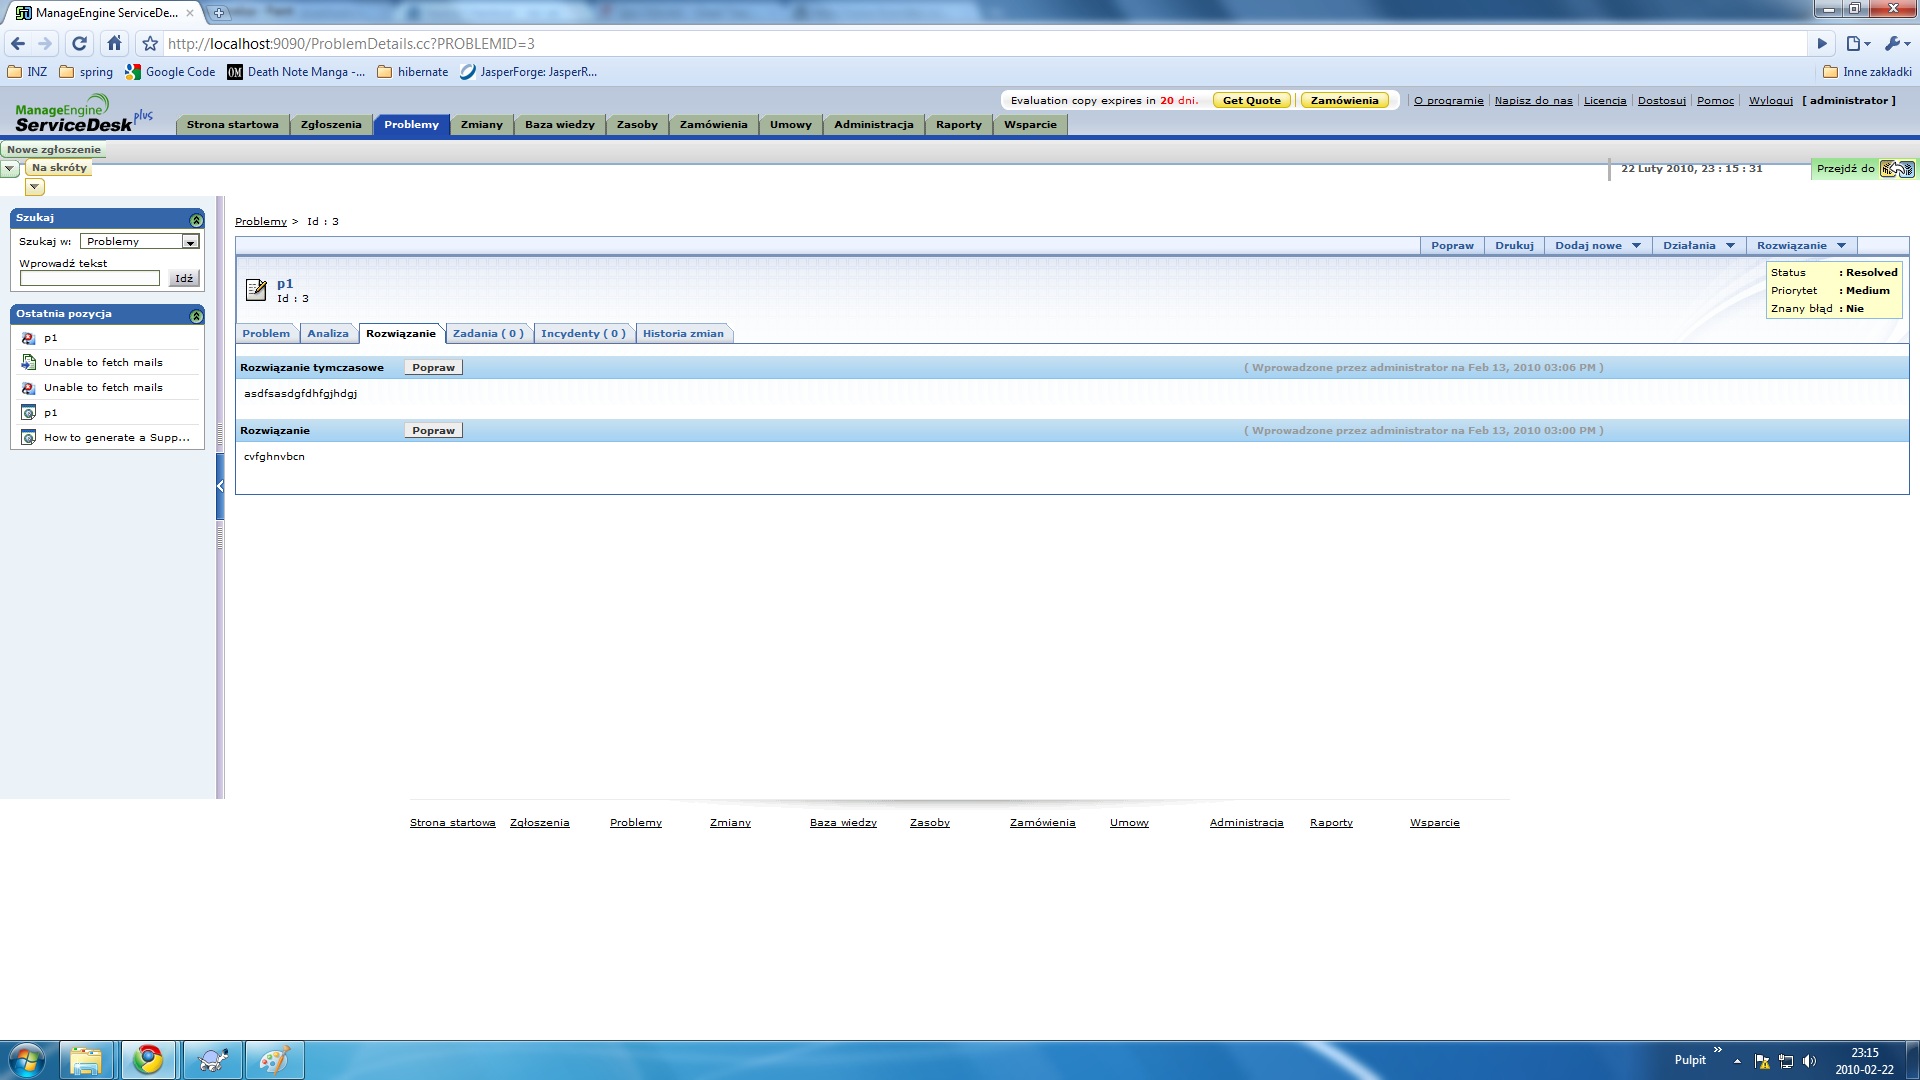 ManageEngine ServiceDe...
http://localhost:9090/ProblemDetails.cc?PROBLEMID=3
INZ spring Google Code Death Note Manga -... hibernate JasperForge: JasperR... Inne zakładki
ManageEngine ServiceDesk plus
Evaluation copy expires in 20 dni. Get Quote Zamówienia O programie Napisz do nas Licencja Dostosuj Pomoc Wyloguj [ administrator ]
Strona startowa Zgłoszenia Problemy Zmiany Baza wiedzy Zasoby Zamówienia Umowy Administracja Raporty Wsparcie
Nowe zgłoszenie
Na skróty
22 Luty 2010, 23 : 15 : 31 Przejdź do
Szukaj
Szukaj w: Problemy
Wprowadź tekst
Idź
Ostatnia pozycja
p1
Unable to fetch mails
Unable to fetch mails
p1
How to generate a Supp...
Problemy > Id : 3
Popraw Drukuj Dodaj nowe Działania Rozwiązanie
p1
Id : 3
Status : Resolved
Priorytet : Medium
Znany błąd : Nie
Problem Analiza Rozwiązanie Zadania ( 0 ) Incydenty ( 0 ) Historia zmian
Rozwiązanie tymczasowe Popraw ( Wprowadzone przez administrator na Feb 13, 2010 03:06 PM )
asdfsasdgfdhfgjhdgj
Rozwiązanie Popraw ( Wprowadzone przez administrator na Feb 13, 2010 03:00 PM )
cvfghnvbcn
Strona startowa Zgłoszenia Problemy Zmiany Baza wiedzy Zasoby Zamówienia Umowy Administracja Raporty Wsparcie
Pulpit
23:15
2010-02-22